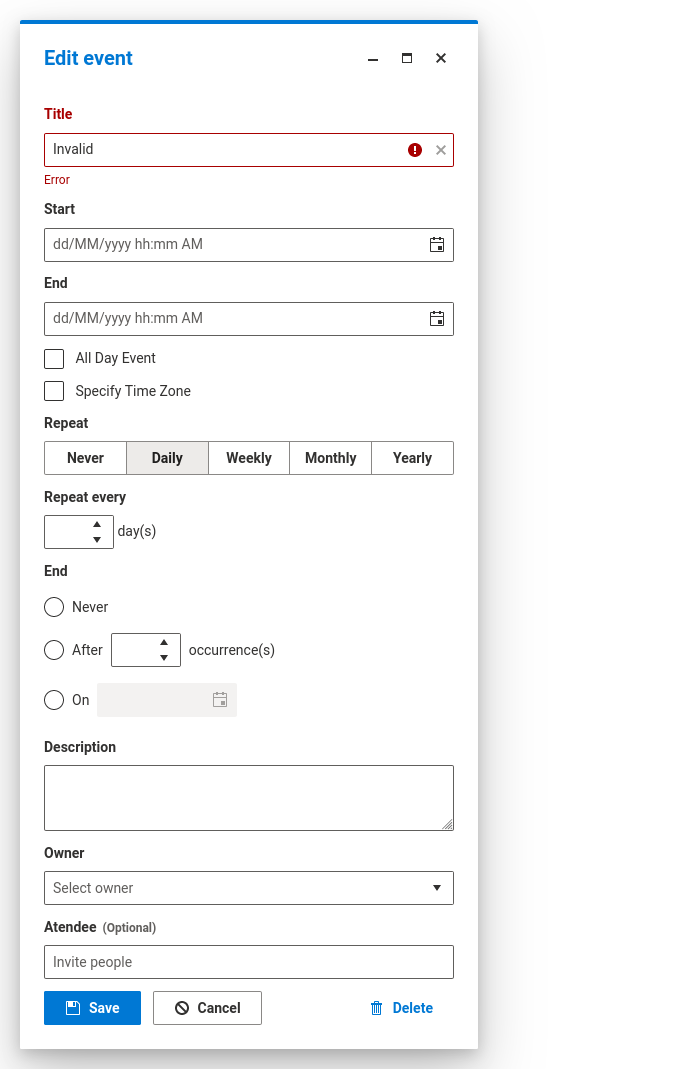 Edit event
Title
Invalid
Error
Start
dd/MM/yyyy hh:mm AM
End
dd/MM/yyyy hh:mm AM
All Day Event
Specify Time Zone
Repeat
Never Daily Weekly Monthly Yearly
Repeat every
day(s)
End
Never
After occurrence(s)
On
Description
Owner
Select owner
Atendee (Optional)
Invite people
Save Cancel Delete